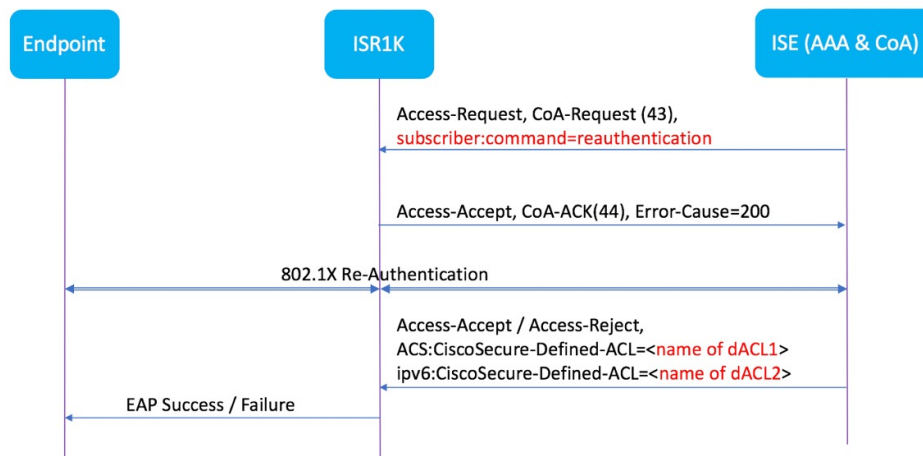 Endpoint
ISR1K
ISE (AAA & CoA)
Access-Request, CoA-Request (43),
subscriber:command=reauthentication
Access-Accept, CoA-ACK(44), Error-Cause=200
802.1X Re-Authentication
Access-Accept / Access-Reject,
ACS:CiscoSecure-Defined-ACL=<name of dACL1>
ipv6:CiscoSecure-Defined-ACL=<name of dACL2>
EAP Success / Failure